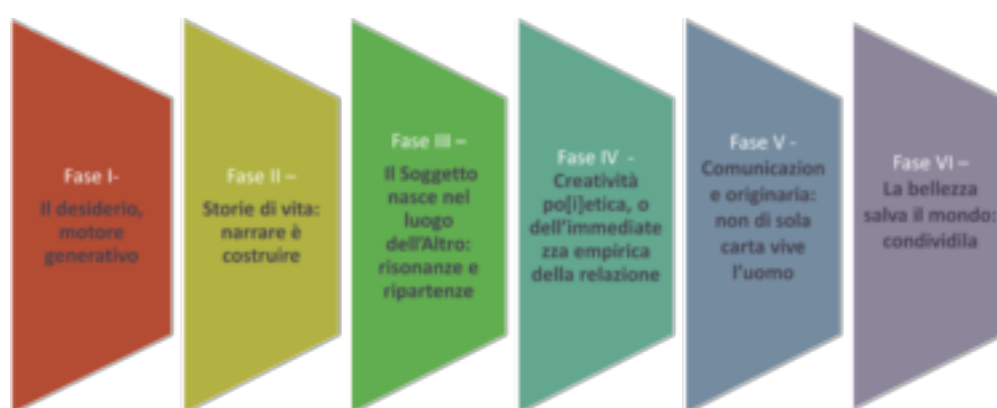 Fase I-
Il desiderio,
motore
generativo
Fase II –
Storie di vita:
narrare è
costruire
Fase III –
Il Soggetto
nasce nel
luogo
dell'Altro:
risonanze e
ripartenze
Fase IV -
Creatività
po[i]etica, o
dell'immediate
zza empirica
della relazione
Fase V -
Comunicazion
e originaria:
non di sola
carta vive
l'uomo
Fase VI –
La bellezza
salva il mondo:
condividila